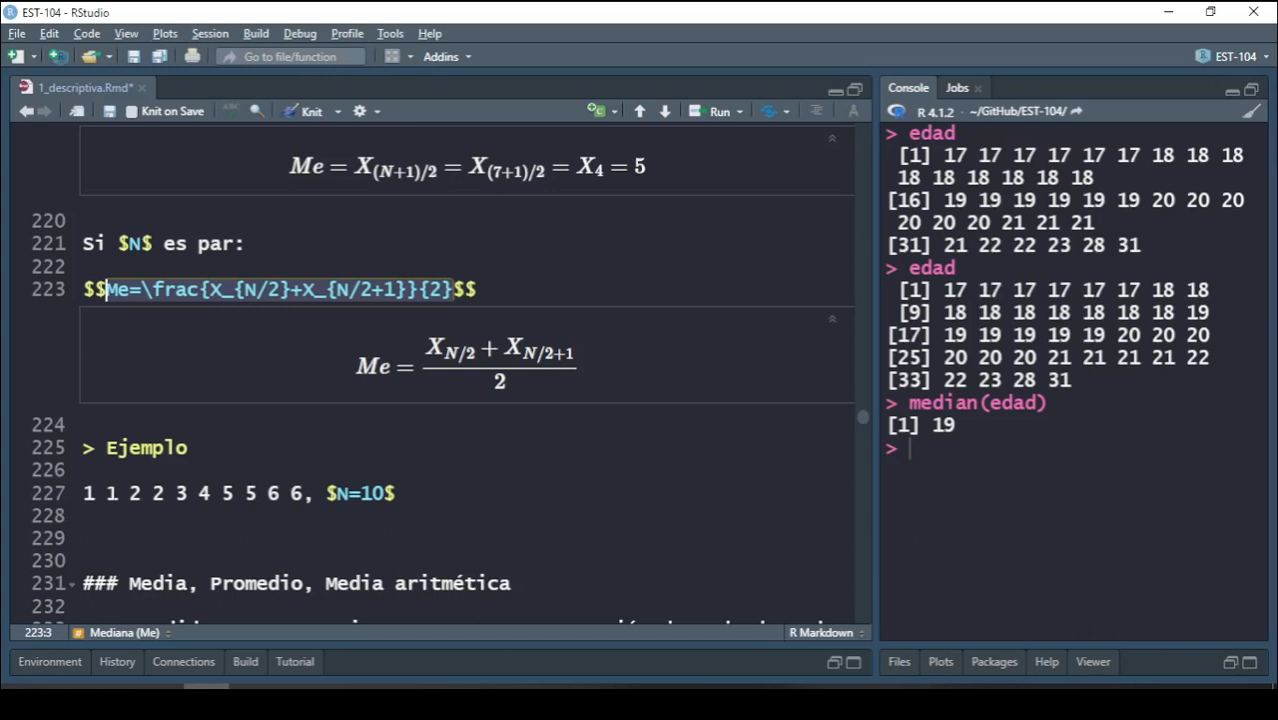 EST-104 - RStudio
File Edit Code View Plots Session Build Debug Profile Tools Help
Go to file/function Addins EST-104
1_descriptiva.Rmd*
Knit on Save Knit Run
Me = X(N+1)/2 = X(7+1)/2 = X4 = 5
220
221 Si $N$ es par:
222
223 $$Me=\frac{X_{N/2}+X_{N/2+1}}{2}$$
Me = XN/2 + XN/2+1
2
224
225 > Ejemplo
226
227 1 1 2 2 3 4 5 5 6 6, $N=10$
228
229
230
231 ### Media, Promedio, Media aritmética
232
223:3 # Mediana (Me) R Markdown
Environment History Connections Build Tutorial
Console Jobs
R 4.1.2 · ~/GitHub/EST-104/
> edad
[1] 17 17 17 17 17 17 18 18 18
18 18 18 18 18 18
[16] 19 19 19 19 19 19 20 20 20
20 20 20 21 21 21
[31] 21 22 22 23 28 31
> edad
[1] 17 17 17 17 17 17 18 18
[9] 18 18 18 18 18 18 18 19
[17] 19 19 19 19 19 20 20 20
[25] 20 20 20 21 21 21 21 22
[33] 22 23 28 31
> median(edad)
[1] 19
>
Files Plots Packages Help Viewer